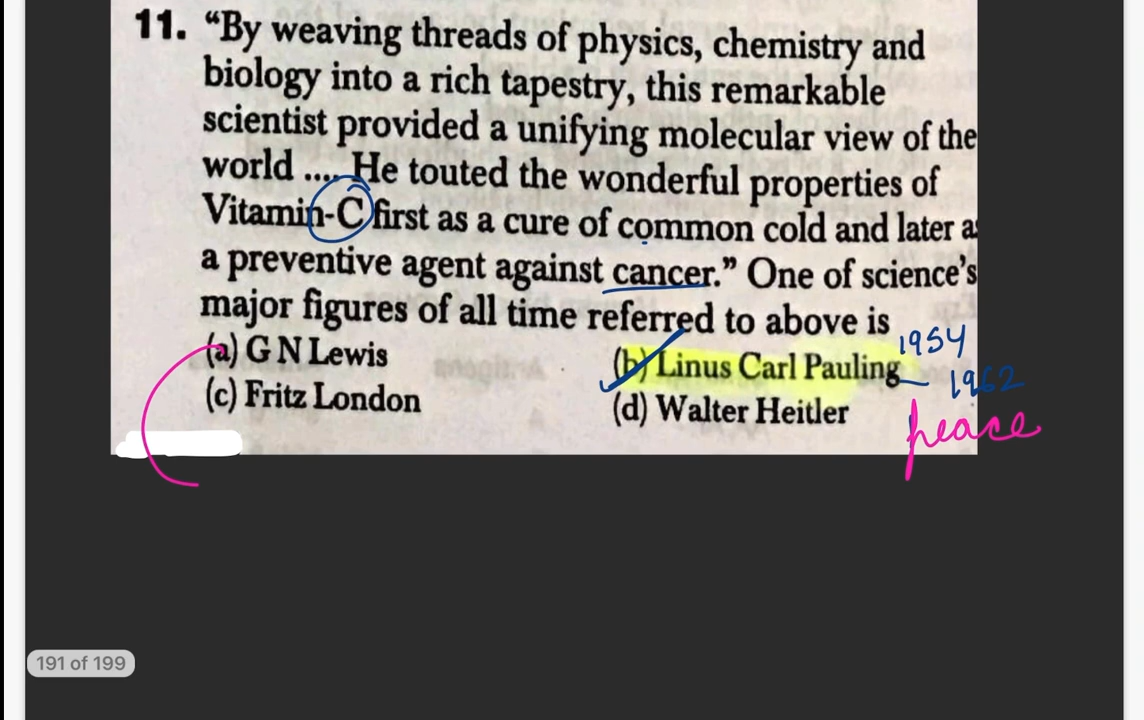 11. “By weaving threads of physics, chemistry and
biology into a rich tapestry, this remarkable
scientist provided a unifying molecular view of the
world .... He touted the wonderful properties of
Vitamin-C first as a cure of common cold and later as
a preventive agent against cancer.” One of science’s
major figures of all time referred to above is
(a) G N Lewis (b) Linus Carl Pauling 1954
1962
(c) Fritz London (d) Walter Heitler peace
191 of 199